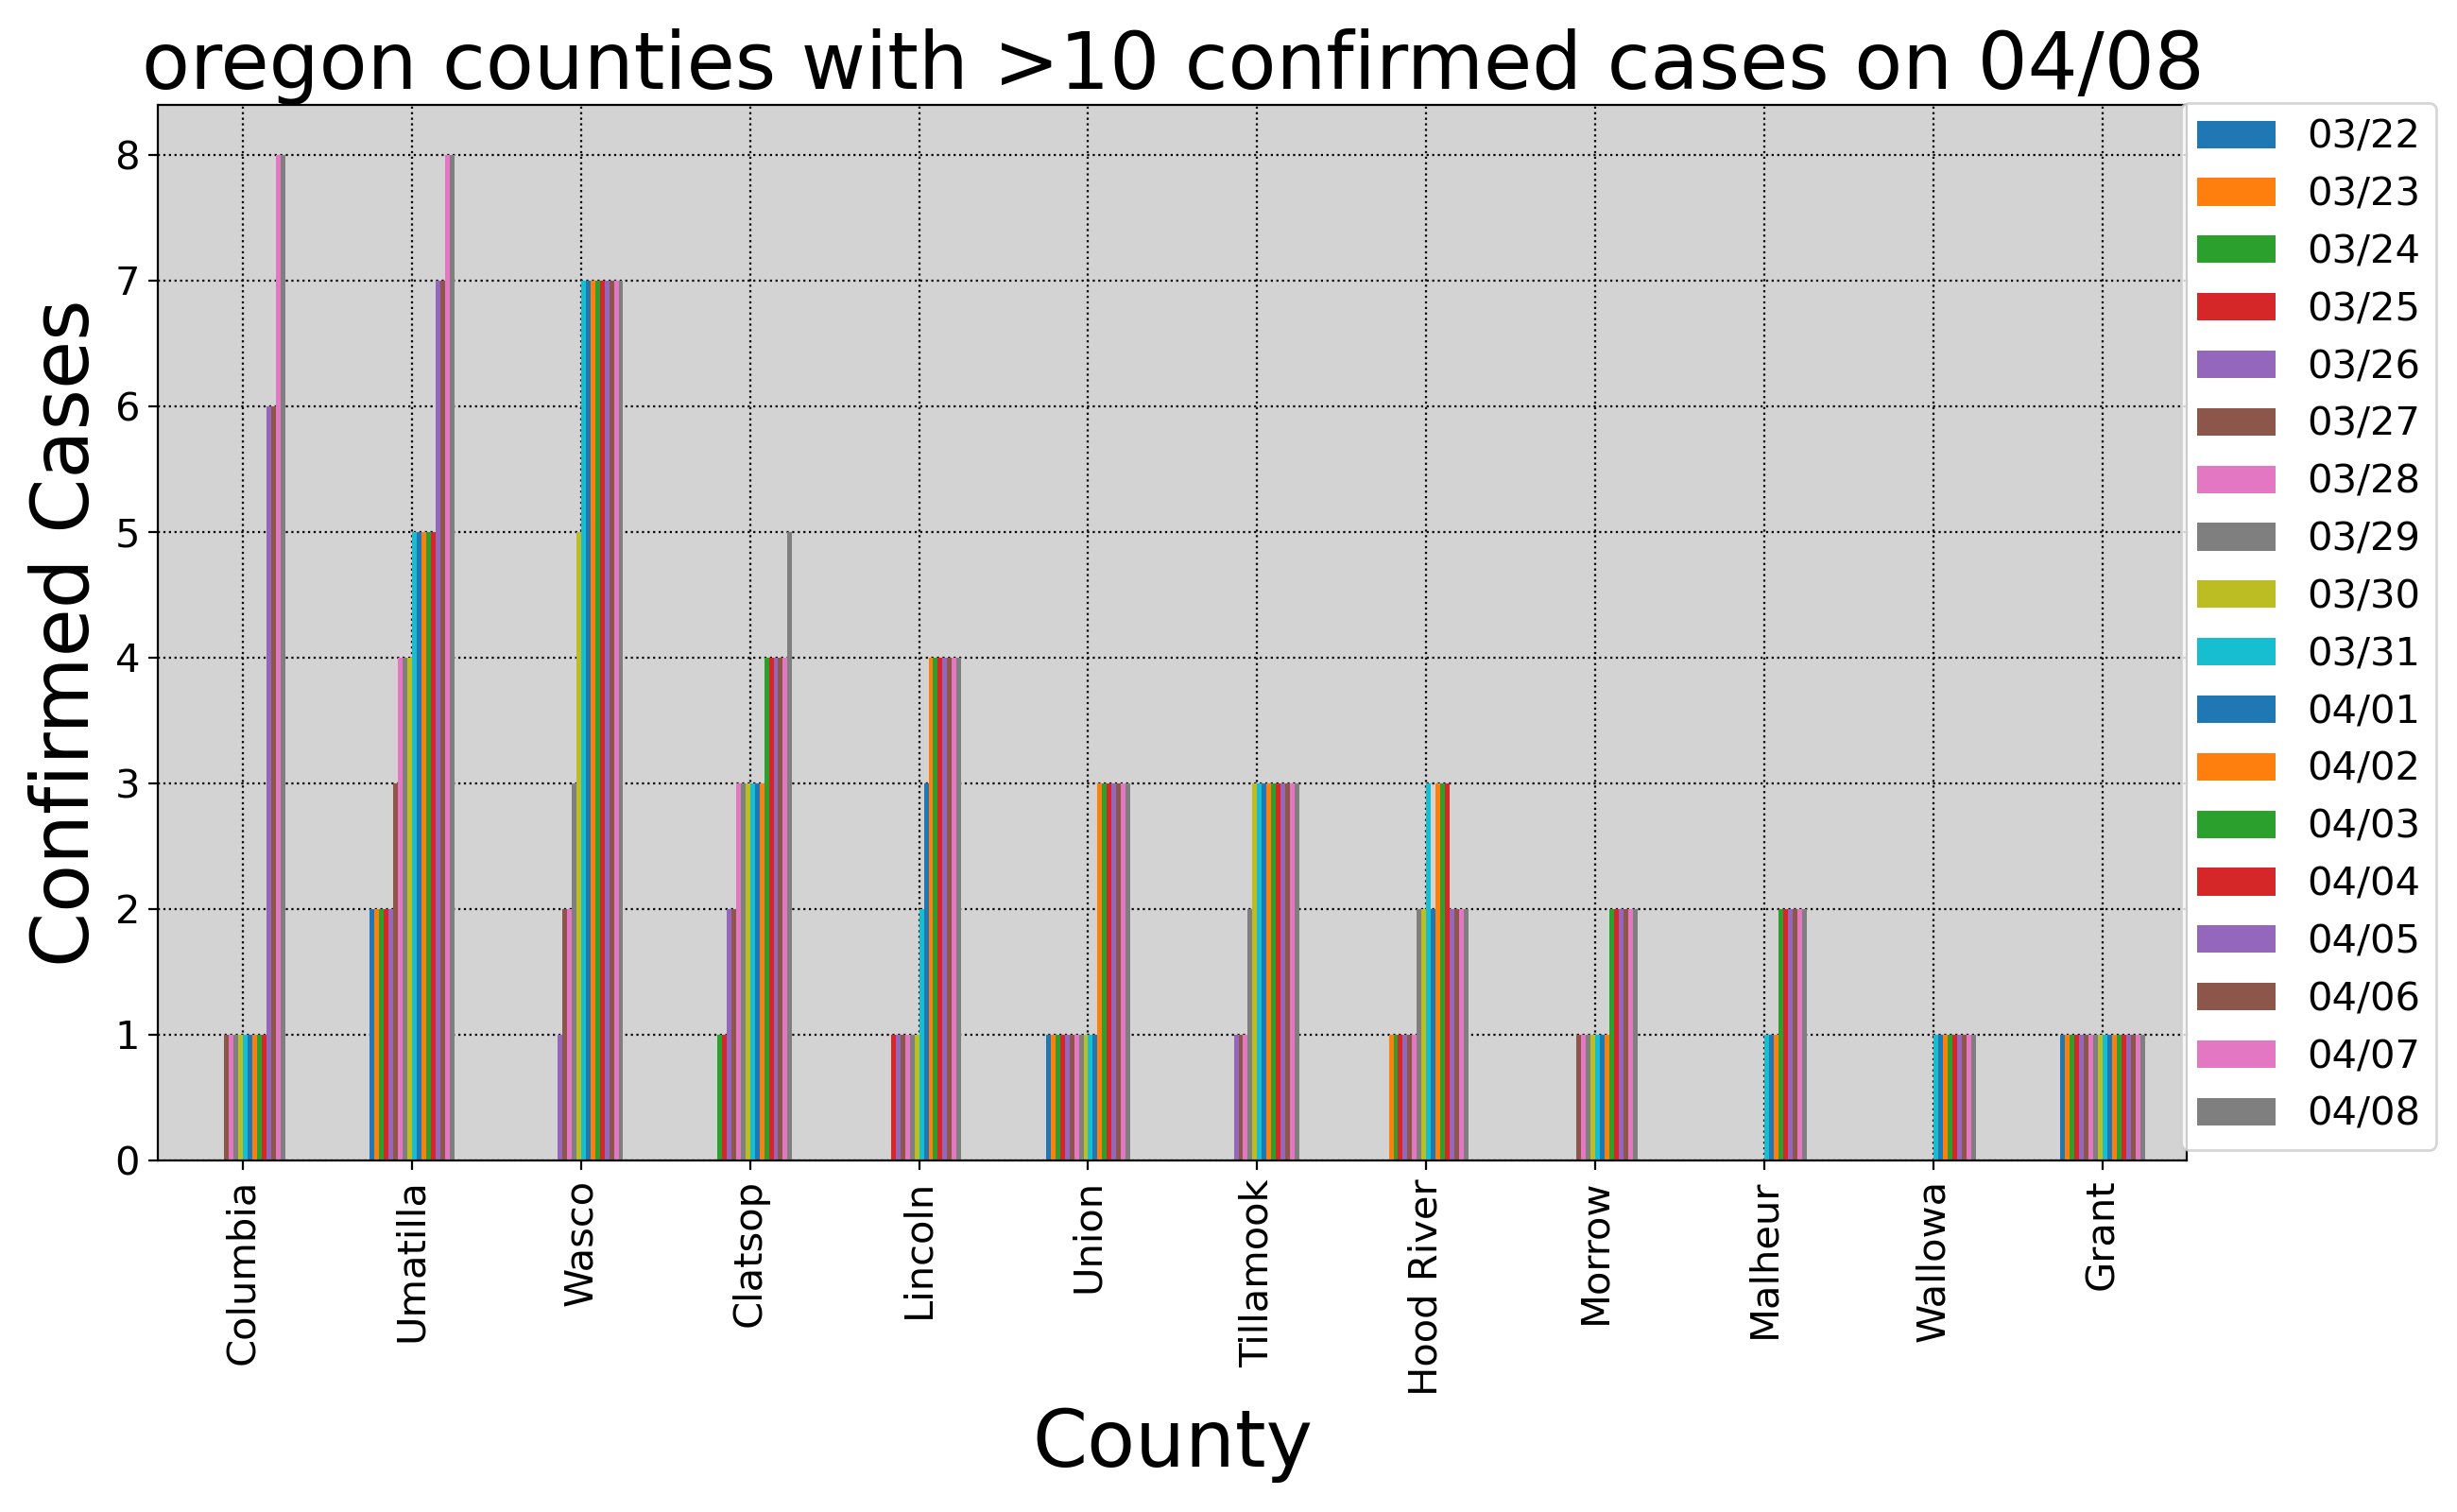 oregon counties with >10 confirmed cases on 04/08
Confirmed Cases
8
7
6
5
4
3
2
1
0
03/22
03/23
03/24
03/25
03/26
03/27
03/28
03/29
03/30
03/31
04/01
04/02
04/03
04/04
04/05
04/06
04/07
04/08
Columbia
Umatilla
Wasco
Clatsop
Lincoln
Union
Tillamook
Hood River
Morrow
Malheur
Wallowa
Grant
County